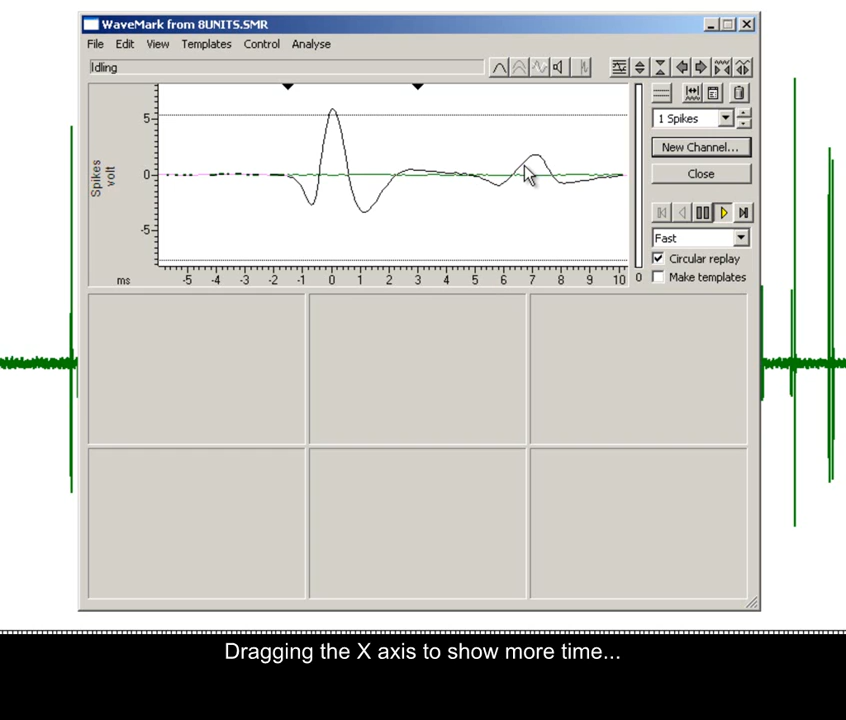 WaveMark from 8UNITS.SMR
File Edit View Templates Control Analyse
Idling
5
0
-5
Spikes
volt
ms
-5 -4 -3 -2 -1 0 1 2 3 4 5 6 7 8 9 10
0
1 Spikes
New Channel...
Close
Fast
Circular replay
Make templates
Dragging the X axis to show more time...